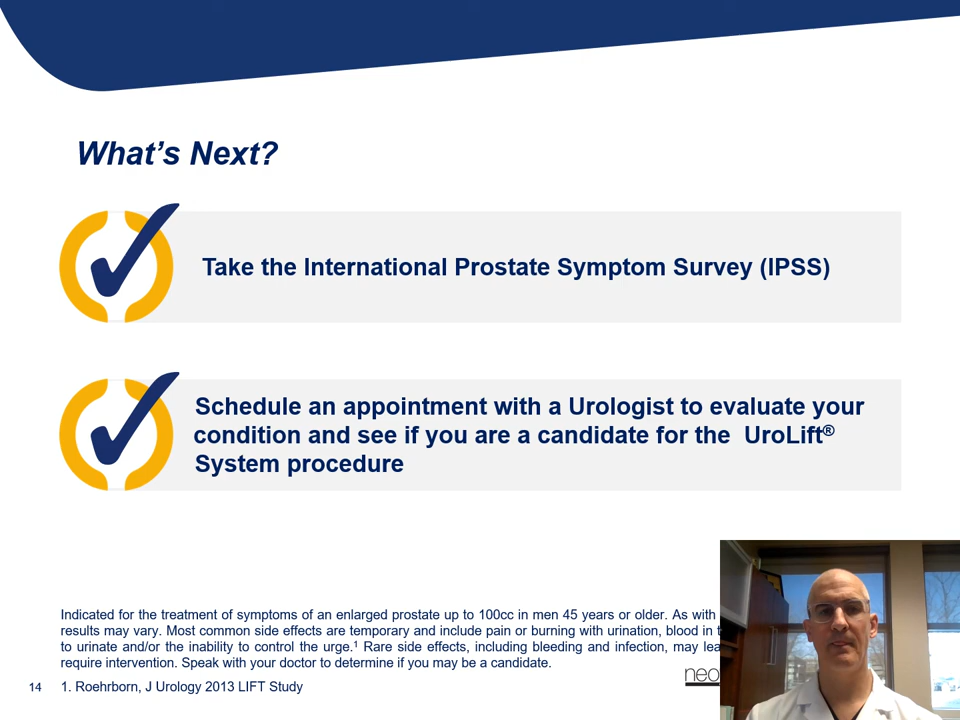 What's Next?
Take the International Prostate Symptom Survey (IPSS)
Schedule an appointment with a Urologist to evaluate your
condition and see if you are a candidate for the UroLift®
System procedure
Indicated for the treatment of symptoms of an enlarged prostate up to 100cc in men 45 years or older. As with
results may vary. Most common side effects are temporary and include pain or burning with urination, blood in
to urinate and/or the inability to control the urge.¹ Rare side effects, including bleeding and infection, may
require intervention. Speak with your doctor to determine if you may be a candidate.
neo
14 1. Roehrborn, J Urology 2013 LIFT Study